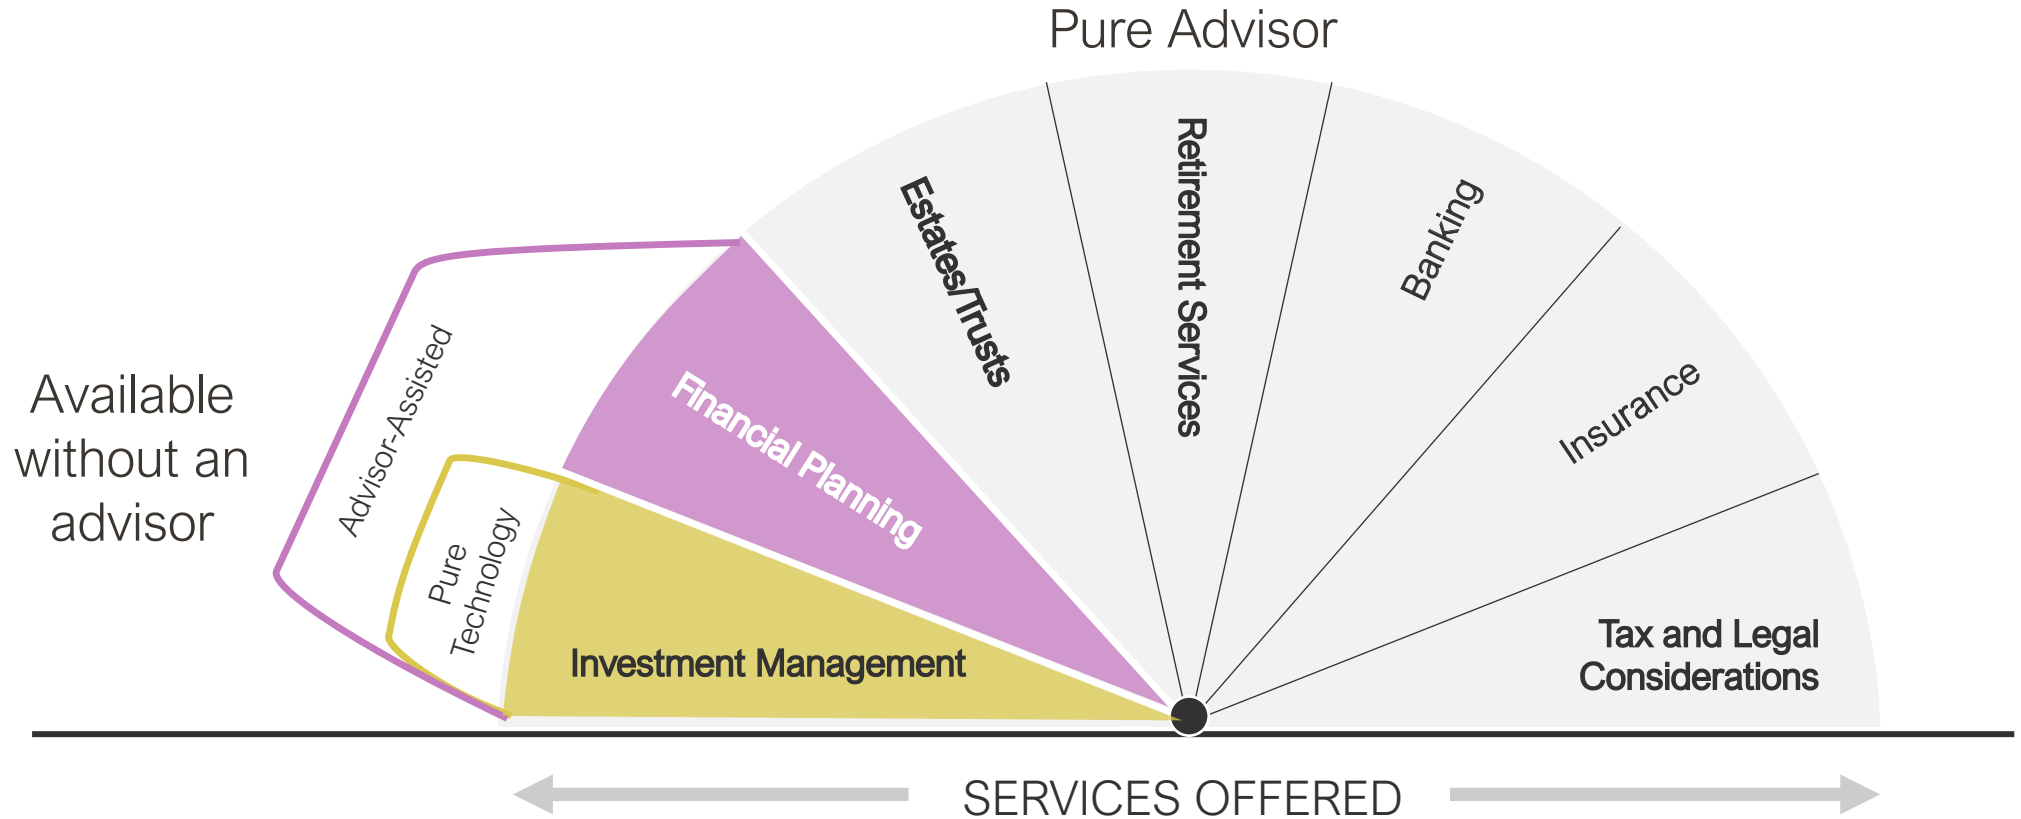 Pure Advisor
Available
without an
advisor
Advisor-Assisted
Pure
Technology
Investment Management
Financial Planning
Estates/Trusts
Retirement Services
Banking
Insurance
Tax and Legal
Considerations
SERVICES OFFERED